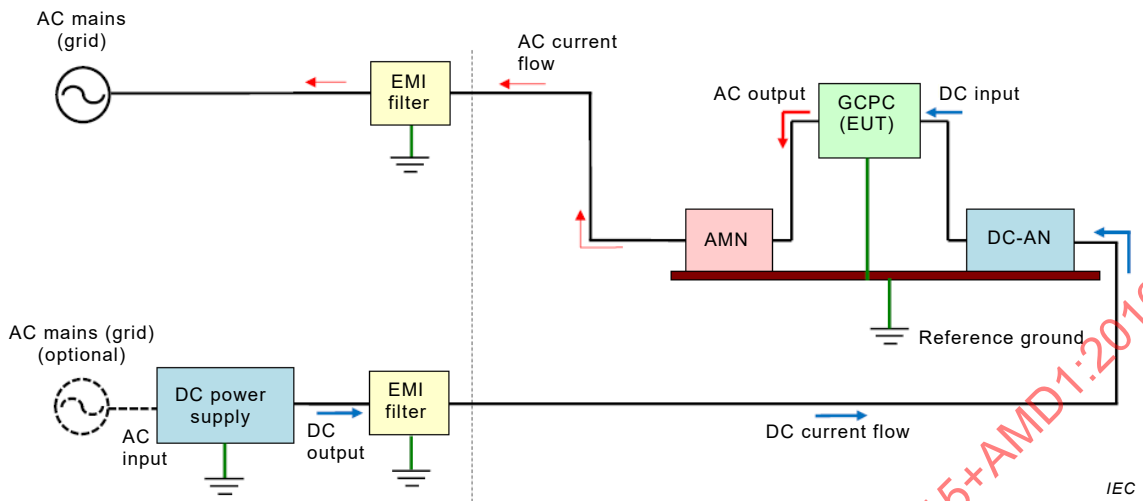 AC mains
(grid)
EMI
filter
AC current
flow
AC output
GCPC
(EUT)
DC input
AMN
DC-AN
Reference ground
AC mains (grid)
(optional)
DC power
supply
AC
input
DC
output
EMI
filter
DC current flow
IEC
5+AMD1:201